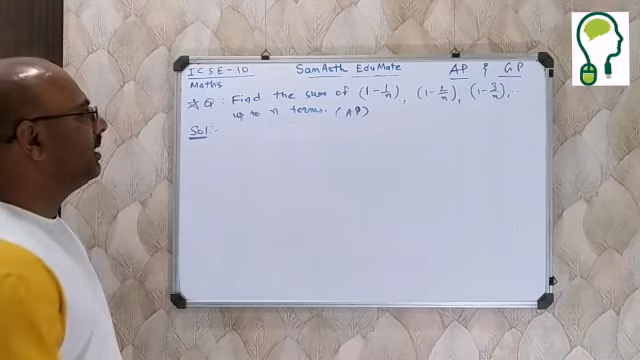 ICSE-10 SamArth EduMate AP & GP
Maths
* Q: Find the sum of (1-1/n), (1-2/n), (1-3/n), ...
up to n terms. (AP)
Sol:-